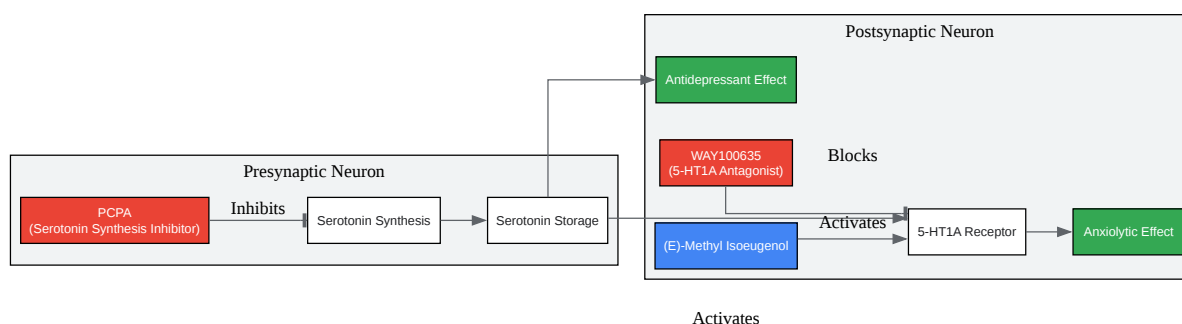 Postsynaptic Neuron
Antidepressant Effect
WAY100635
(5-HT1A Antagonist)
Blocks
Presynaptic Neuron
PCPA
(Serotonin Synthesis Inhibitor)
Inhibits
Serotonin Synthesis
Serotonin Storage
Activates
(E)-Methyl Isoeugenol
5-HT1A Receptor
Anxiolytic Effect
Activates